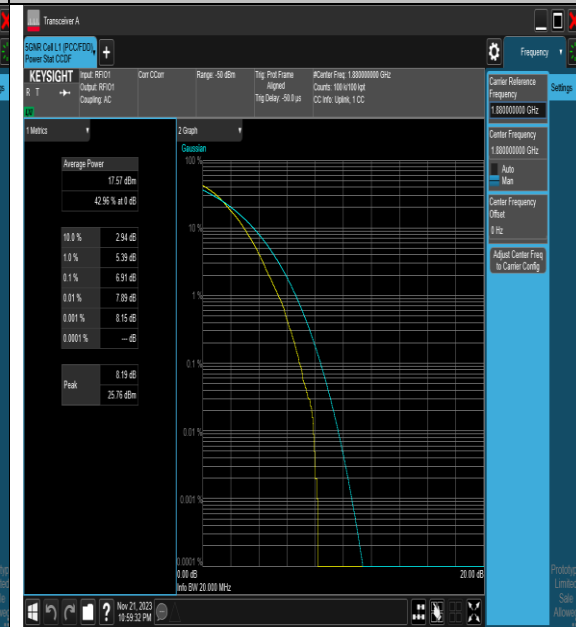 Transceiver A
5GNR Cell L1 (PCC/FDD)
Power Stat CCDF
+
Frequency
KEYSIGHT
R T
Input: RFIO1
Output: RFIO1
Coupling: AC
Corr CCorr
Range: -50 dBm
Trig: Prot Frame
Aligned
Trig Delay: -50.0 µs
#Center Freq: 1.880000000 GHz
Counts: 100 k/100 kpt
CC Info: Uplink, 1 CC
1 Metrics
Average Power
17.57 dBm
42.96 % at 0 dB
10.0 % 2.94 dB
1.0 % 5.39 dB
0.1 % 6.91 dB
0.01 % 7.89 dB
0.001 % 8.15 dB
0.0001 % --- dB
Peak
8.19 dB
25.76 dBm
2 Graph
Gaussian
100 %
10 %
1 %
0.1 %
0.01 %
0.001 %
0.0001 %
0.00 dB
20.00 dB
Info BW 20.000 MHz
Carrier Reference
Frequency
1.880000000 GHz
Center Frequency
1.880000000 GHz
Auto
Man
Center Frequency
Offset
0 Hz
Adjust Center Freq
to Carrier Config
Settings
Limited
Sale
?
Nov 21, 2023
10:59:32 PM